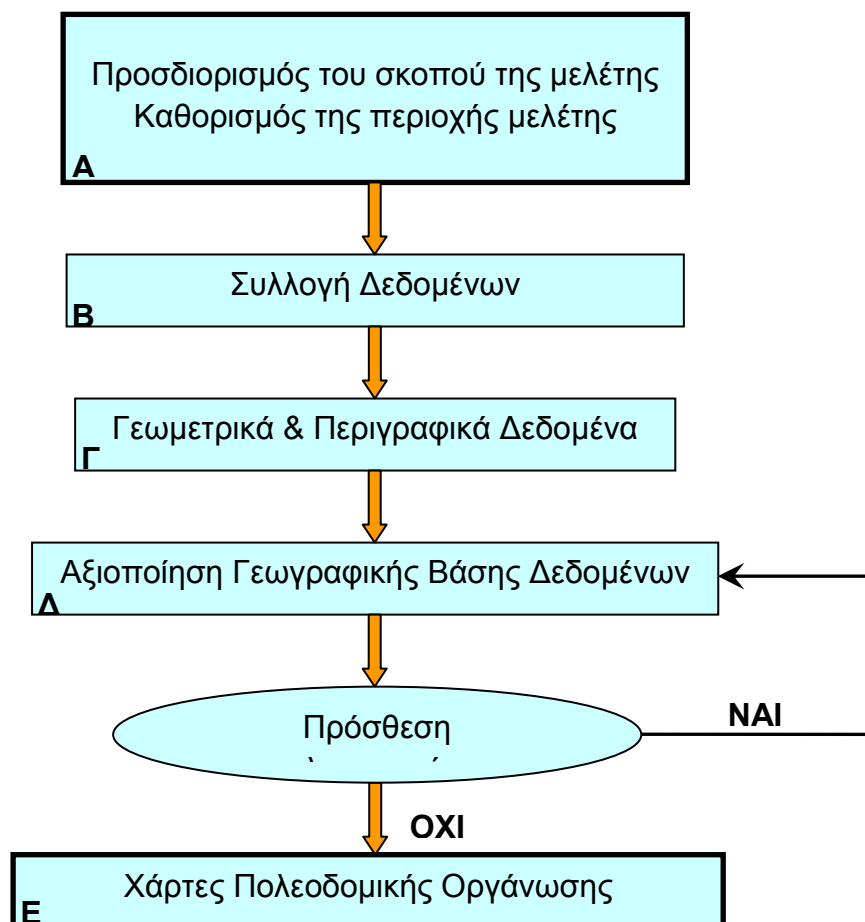 Προσδιορισμός του σκοπού της μελέτης
Καθορισμός της περιοχής μελέτης
Α
Συλλογή Δεδομένων
Β
Γεωμετρικά & Περιγραφικά Δεδομένα
Γ
Αξιοποίηση Γεωγραφικής Βάσης Δεδομένων
Δ
Πρόσθεση
ΝΑΙ
ΟΧΙ
Χάρτες Πολεοδομικής Οργάνωσης
Ε